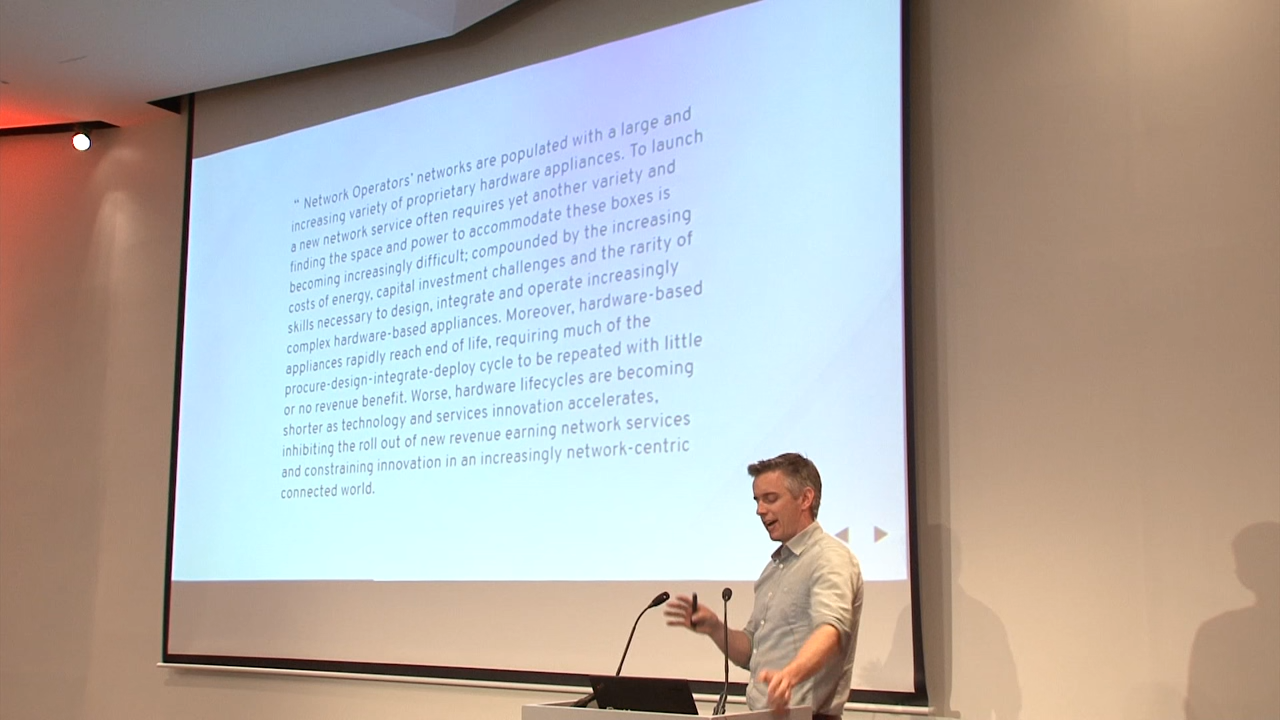 “ Network Operators’ networks are populated with a large and
increasing variety of proprietary hardware appliances. To launch
a new network service often requires yet another variety and
finding the space and power to accommodate these boxes is
becoming increasingly difficult; compounded by the increasing
costs of energy, capital investment challenges and the rarity of
skills necessary to design, integrate and operate increasingly
complex hardware-based appliances. Moreover, hardware-based
appliances rapidly reach end of life, requiring much of the
procure-design-integrate-deploy cycle to be repeated with little
or no revenue benefit. Worse, hardware lifecycles are becoming
shorter as technology and services innovation accelerates,
inhibiting the roll out of new revenue earning network services
and constraining innovation in an increasingly network-centric
connected world.